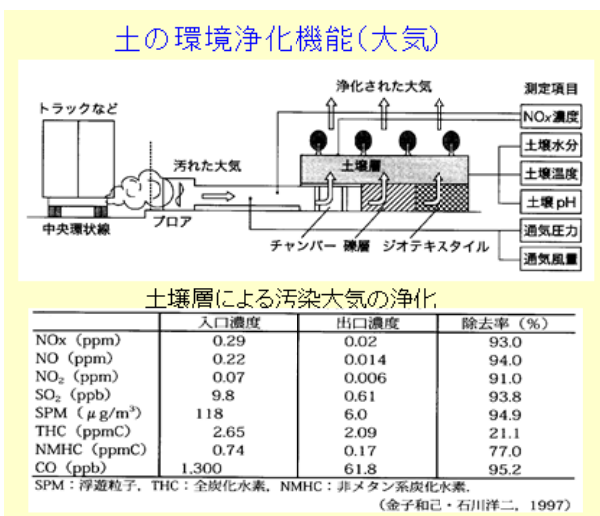 土の環境浄化機能(大気)
浄化された大気
測定項目
トラックなど
NOx濃度
汚れた大気
土壌層
土壌水分
土壌温度
土壌pH
中央環状線
ブロア
チャンバー 礫層 ジオテキスタイル
通気圧力
通気風量
土壌層による汚染大気の浄化
入口濃度 出口濃度 除去率(%)
NOx (ppm) 0.29 0.02 93.0
NO (ppm) 0.22 0.014 94.0
NO₂ (ppm) 0.07 0.006 91.0
SO₂ (ppb) 9.8 0.61 93.8
SPM (μg/m³) 118 6.0 94.9
THC (ppmC) 2.65 2.09 21.1
NMHC (ppmC) 0.74 0.17 77.0
CO (ppb) 1,300 61.8 95.2
SPM:浮遊粒子, THC:全炭化水素, NMHC:非メタン系炭化水素.
(金子和己・石川洋二, 1997)